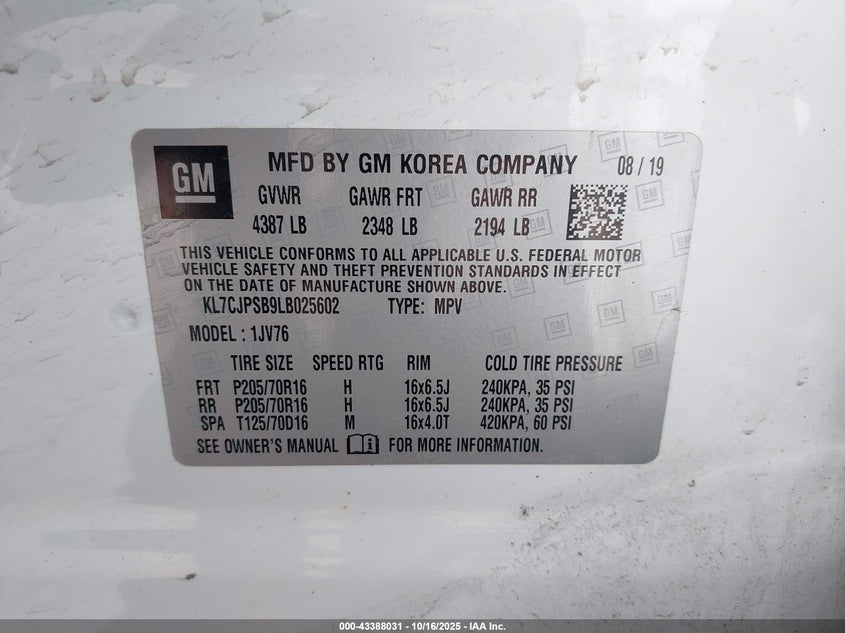 GM MFD BY GM KOREA COMPANY 08 / 19
GVWR GAWR FRT GAWR RR
4387 LB 2348 LB 2194 LB
THIS VEHICLE CONFORMS TO ALL APPLICABLE U.S. FEDERAL MOTOR
VEHICLE SAFETY AND THEFT PREVENTION STANDARDS IN EFFECT
ON THE DATE OF MANUFACTURE SHOWN ABOVE.
KL7CJPSB9LB025602 TYPE: MPV
MODEL : 1JV76
TIRE SIZE SPEED RTG RIM COLD TIRE PRESSURE
FRT P205/70R16 H 16x6.5J 240KPA, 35 PSI
RR P205/70R16 H 16x6.5J 240KPA, 35 PSI
SPA T125/70D16 M 16x4.0T 420KPA, 60 PSI
SEE OWNER'S MANUAL i FOR MORE INFORMATION.
000-43388031 - 10/16/2025 - IAA Inc.